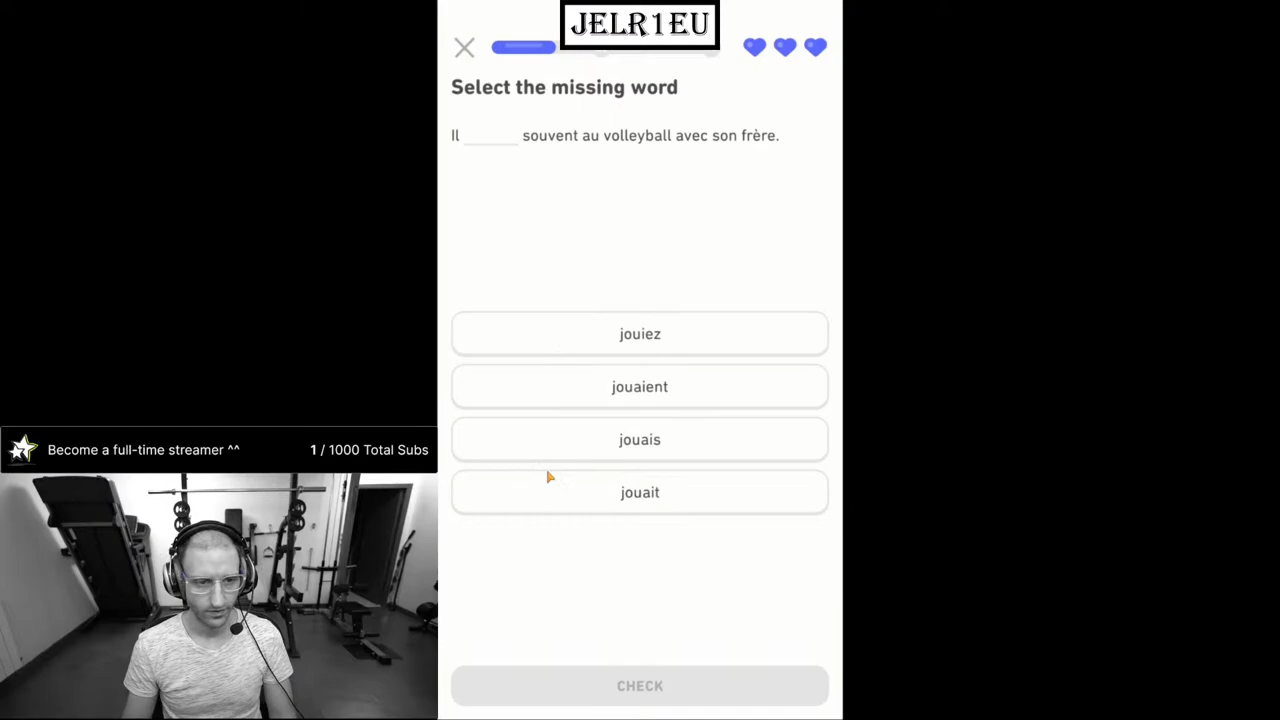 JELR1EU
Select the missing word
Il ______ souvent au volleyball avec son frère.
jouiez
jouaient
jouais
jouait
CHECK
Become a full-time streamer ^^ 1 / 1000 Total Subs